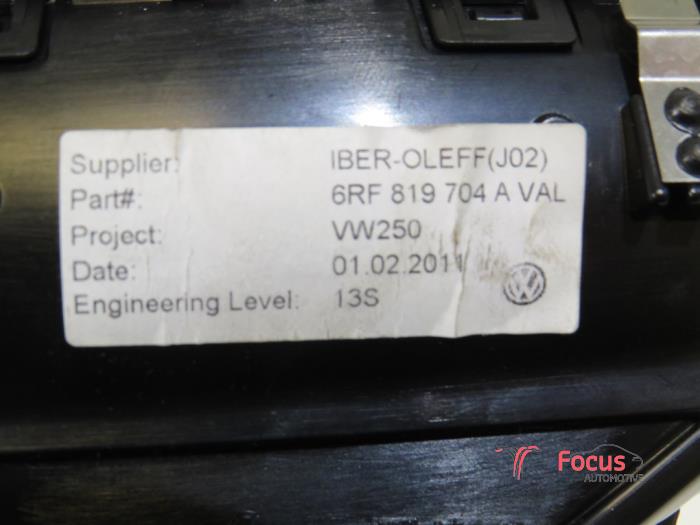 Supplier: IBER-OLEFF(J02)
Part#: 6RF 819 704 A VAL
Project: VW250
Date: 01.02.2011
Engineering Level: 13S
Focus
AUTOMOTIVE